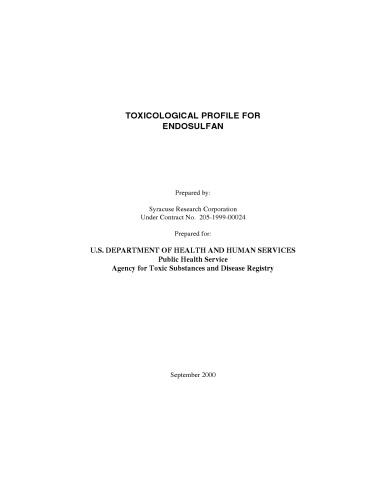 TOXICOLOGICAL PROFILE FOR
ENDOSULFAN
Prepared by:
Syracuse Research Corporation
Under Contract No. 205-1999-00024
Prepared for:
U.S. DEPARTMENT OF HEALTH AND HUMAN SERVICES
Public Health Service
Agency for Toxic Substances and Disease Registry
September 2000